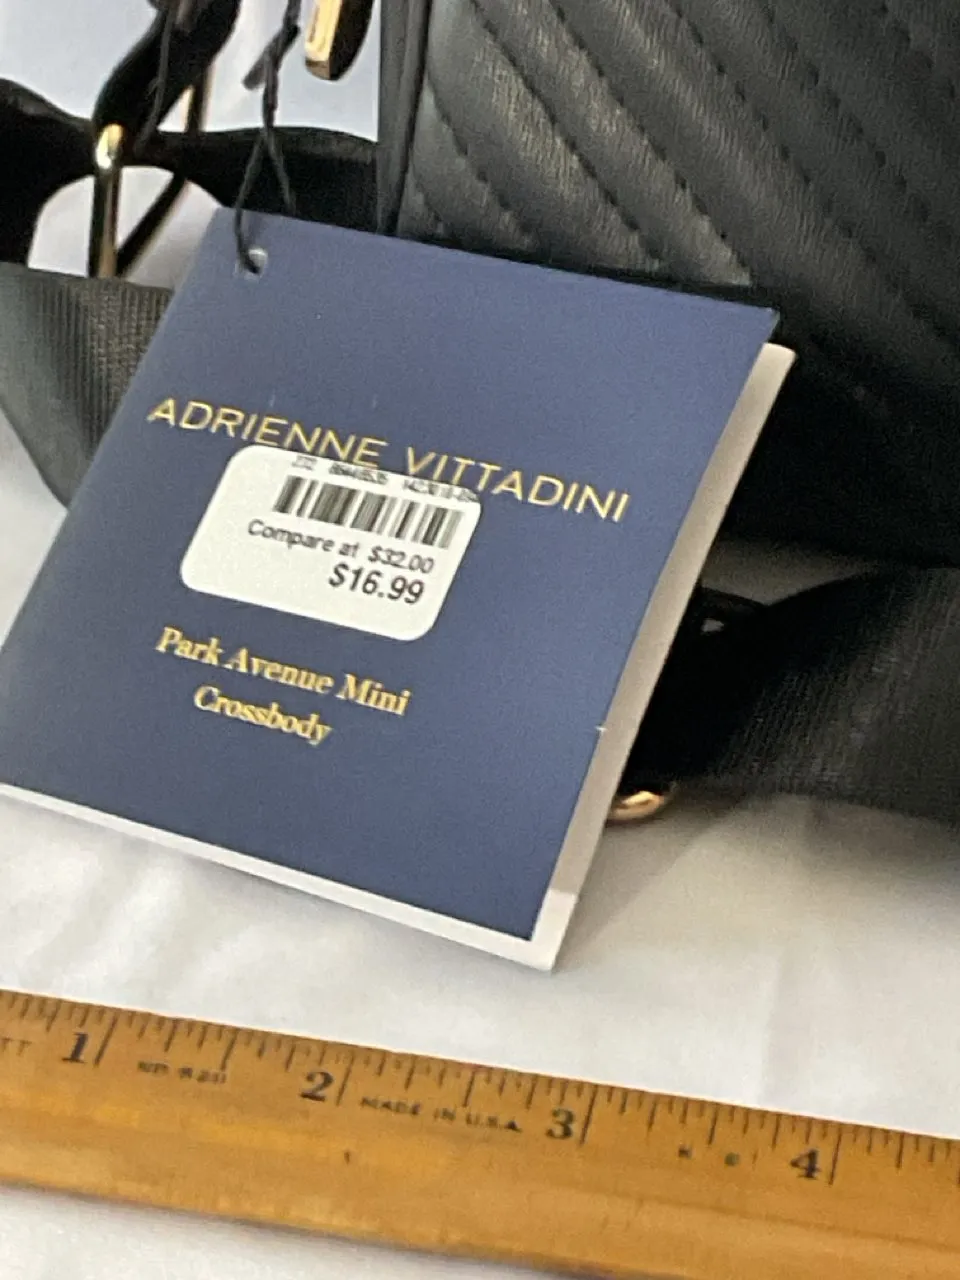 ADRIENNE VITTADINI
Compare at $32.00
$16.99
Park Avenue Mini
Crossbody
1
2
3
4
MADE IN U.S.A.